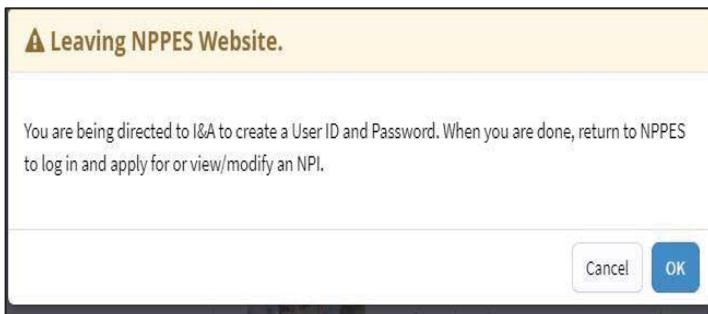 Leaving NPPES Website.
You are being directed to I&A to create a User ID and Password. When you are done, return to NPPES
to log in and apply for or view/modify an NPI.
Cancel OK